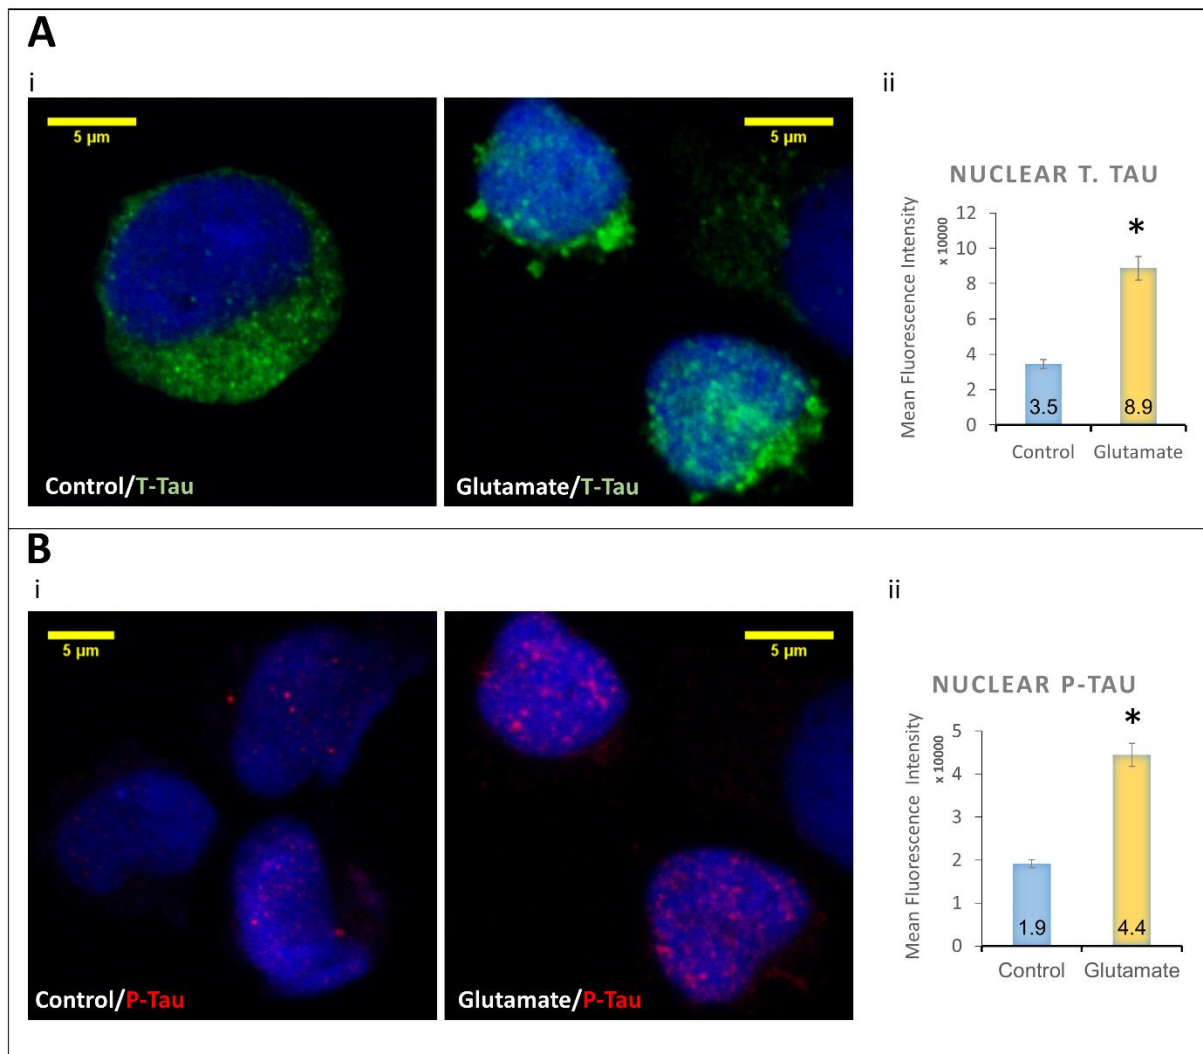 A
i
ii
5 µm
5 µm
Control/T-Tau
Glutamate/T-Tau
NUCLEAR T. TAU
Mean Fluorescence Intensity
x 10000
12
10
8
6
4
2
0
*
3.5
8.9
Control
Glutamate
B
i
ii
5 µm
5 µm
Control/P-Tau
Glutamate/P-Tau
NUCLEAR P-TAU
Mean Fluorescence Intensity
x 10000
5
4
3
2
1
0
*
1.9
4.4
Control
Glutamate